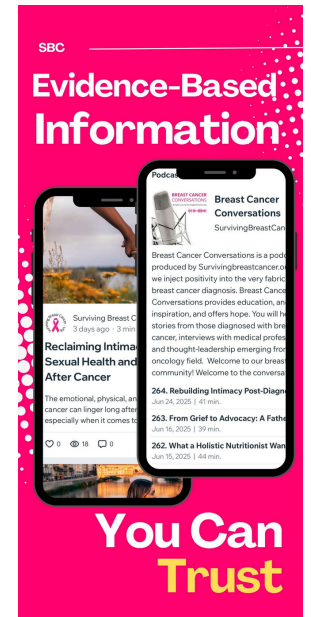 SBC
Evidence-Based
Information
Surviving Breast C
3 days ago · 3 min
Reclaiming Intimac
Sexual Health and
After Cancer
The emotional, physical, an
cancer can linger long after
especially when it comes to
0 18 0
Podcas
BREAST CANCER
CONVERSATIONS
Breast Cancer
Conversations
SurvivingBreastCan
Breast Cancer Conversations is a podc
produced by Survivingbreastcancer.or
we inject positivity into the very fabric
breast cancer diagnosis. Breast Cance
Conversations provides education, an
inspiration, and offers hope. You will he
stories from those diagnosed with brea
cancer, interviews with medical profes
and thought-leadership emerging fron
oncology field. Welcome to our breast
community! Welcome to the conversat
264. Rebuilding Intimacy Post-Diagn
Jun 24, 2025 | 41 min.
263. From Grief to Advocacy: A Fathe
Jun 16, 2025 | 39 min.
262. What a Holistic Nutritionist Wan
Jun 15, 2025 | 44 min.
You Can
Trust